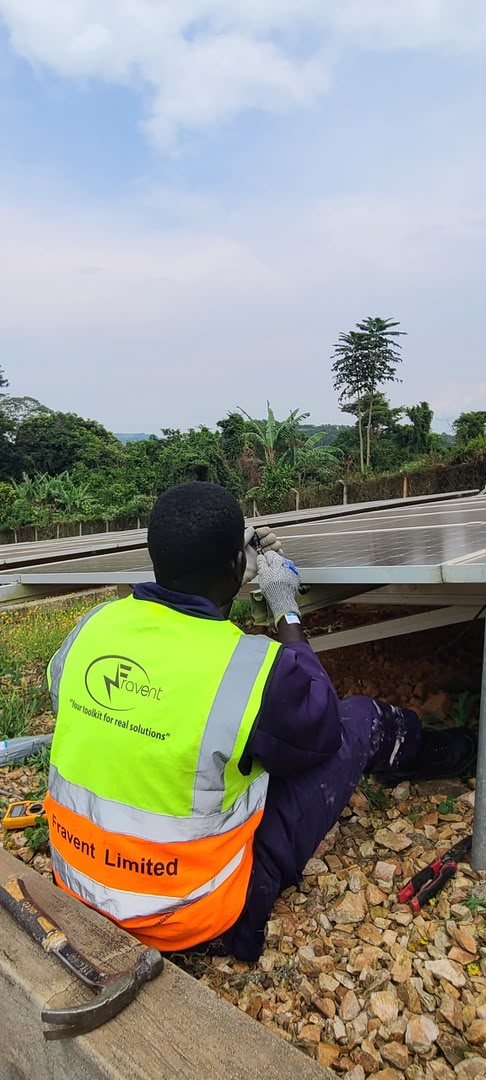 Fravent
"Your toolkit for real solutions"
Fravent Limited